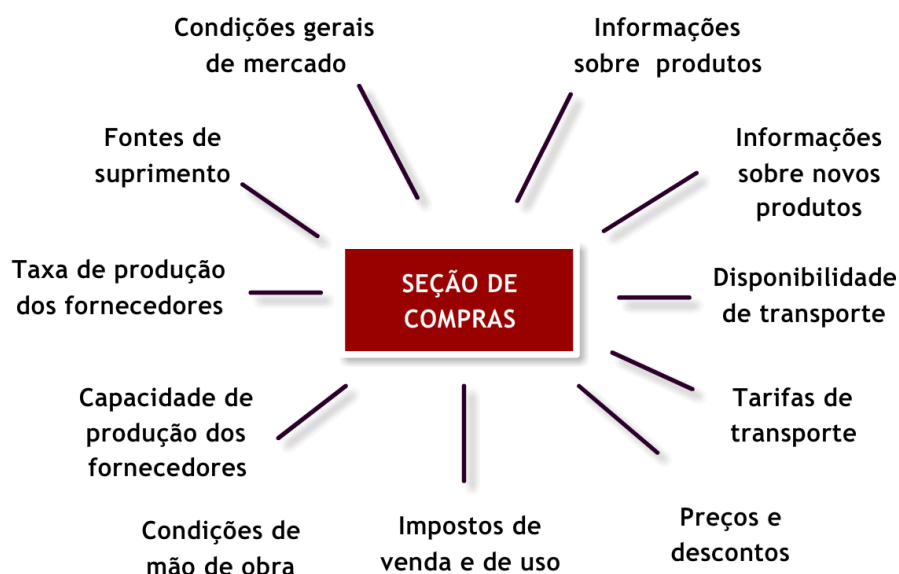 Condições gerais
de mercado
Informações
sobre produtos
Fontes de
suprimento
Informações
sobre novos
produtos
Taxa de produção
dos fornecedores
SEÇÃO DE
COMPRAS
Disponibilidade
de transporte
Capacidade de
produção dos
fornecedores
Tarifas de
transporte
Condições de
mão de obra
Impostos de
venda e de uso
Preços e
descontos